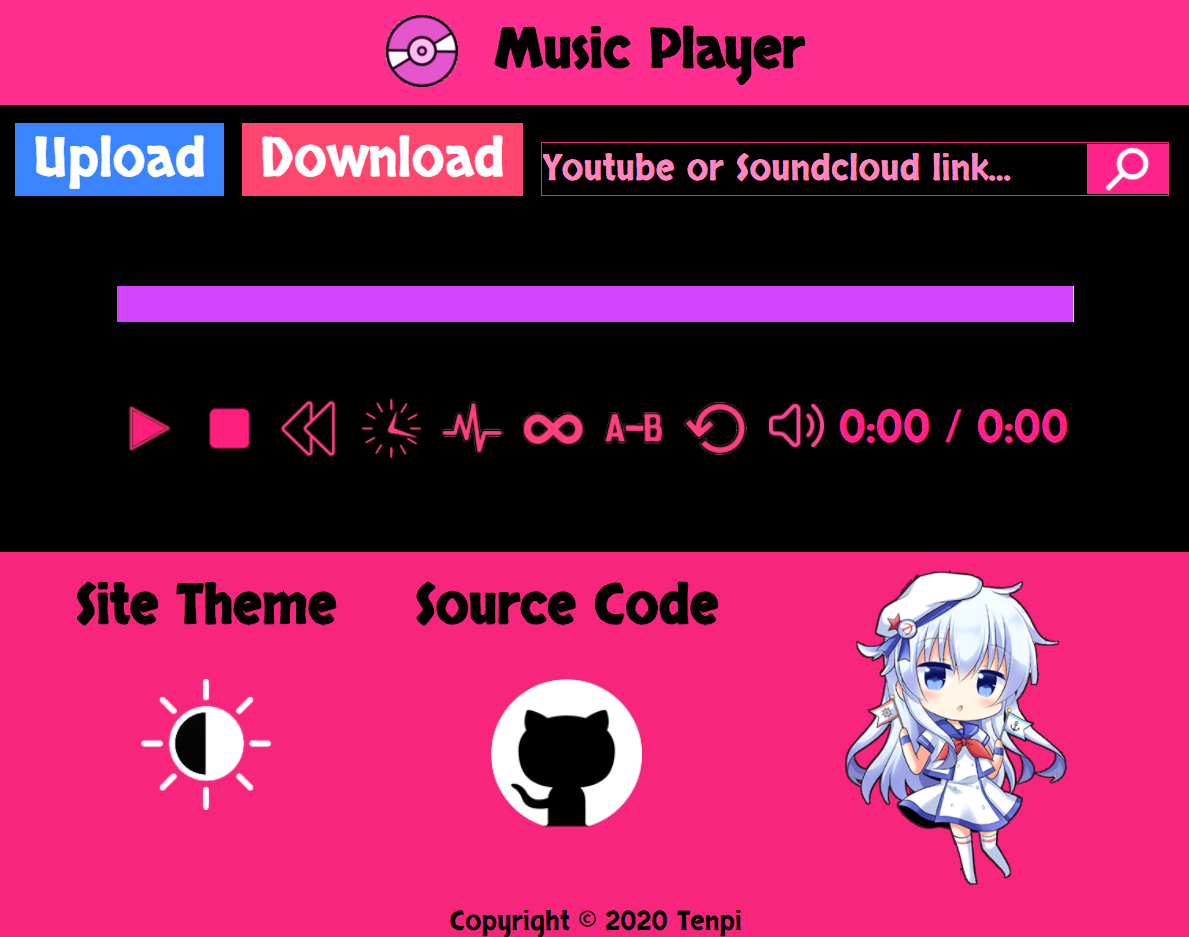 Music Player
Upload
Download
Youtube or Soundcloud link...
A-B
0:00 / 0:00
Site Theme
Source Code
Copyright © 2020 Tenpi